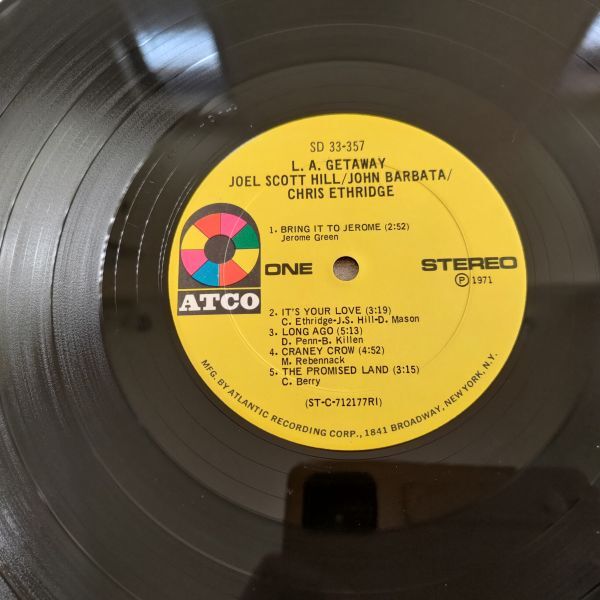 SD 33-357
L. A. GETAWAY
JOEL SCOTT HILL/JOHN BARBATA/
CHRIS ETHRIDGE
1. BRING IT TO JEROME (2:52)
Jerome Green
ATCO
ONE
STEREO
Ⓟ 1971
2. IT'S YOUR LOVE (3:19)
C. Ethridge-J.S. Hill-D. Mason
3. LONG AGO (5:13)
D. Penn-B. Killen
4. CRANEY CROW (4:52)
M. Rebennack
5. THE PROMISED LAND (3:15)
C. Berry
(ST-C-712177RI)
MFG. BY ATLANTIC RECORDING CORP., 1841 BROADWAY, NEW YORK, N.Y.